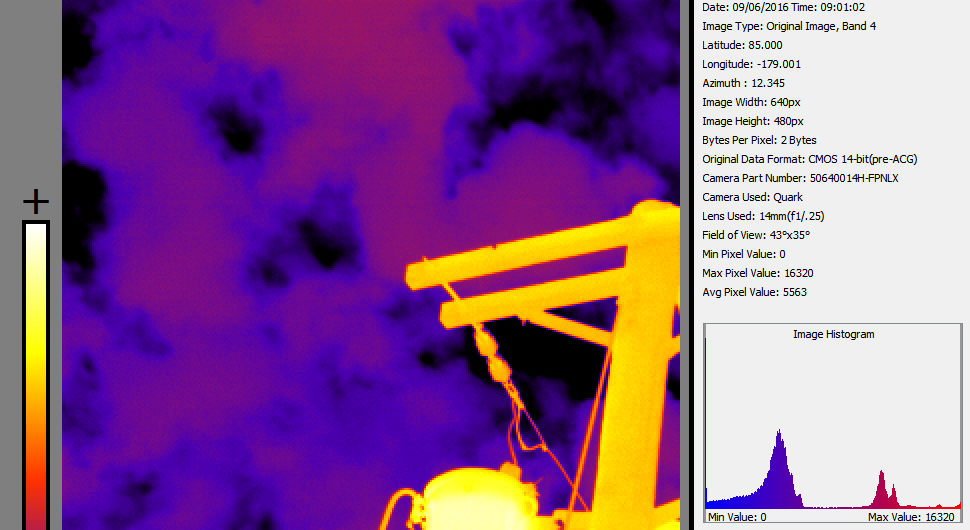 Date: 09/06/2016 Time: 09:01:02
Image Type: Original Image, Band 4
Latitude: 85.000
Longitude: -179.001
Azimuth : 12.345
Image Width: 640px
Image Height: 480px
Bytes Per Pixel: 2 Bytes
Original Data Format: CMOS 14-bit(pre-ACG)
Camera Part Number: 50640014H-FPNLX
Camera Used: Quark
Lens Used: 14mm(f1/.25)
Field of View: 43°x35°
Min Pixel Value: 0
Max Pixel Value: 16320
Avg Pixel Value: 5563
+
Image Histogram
Min Value: 0 Max Value: 16320